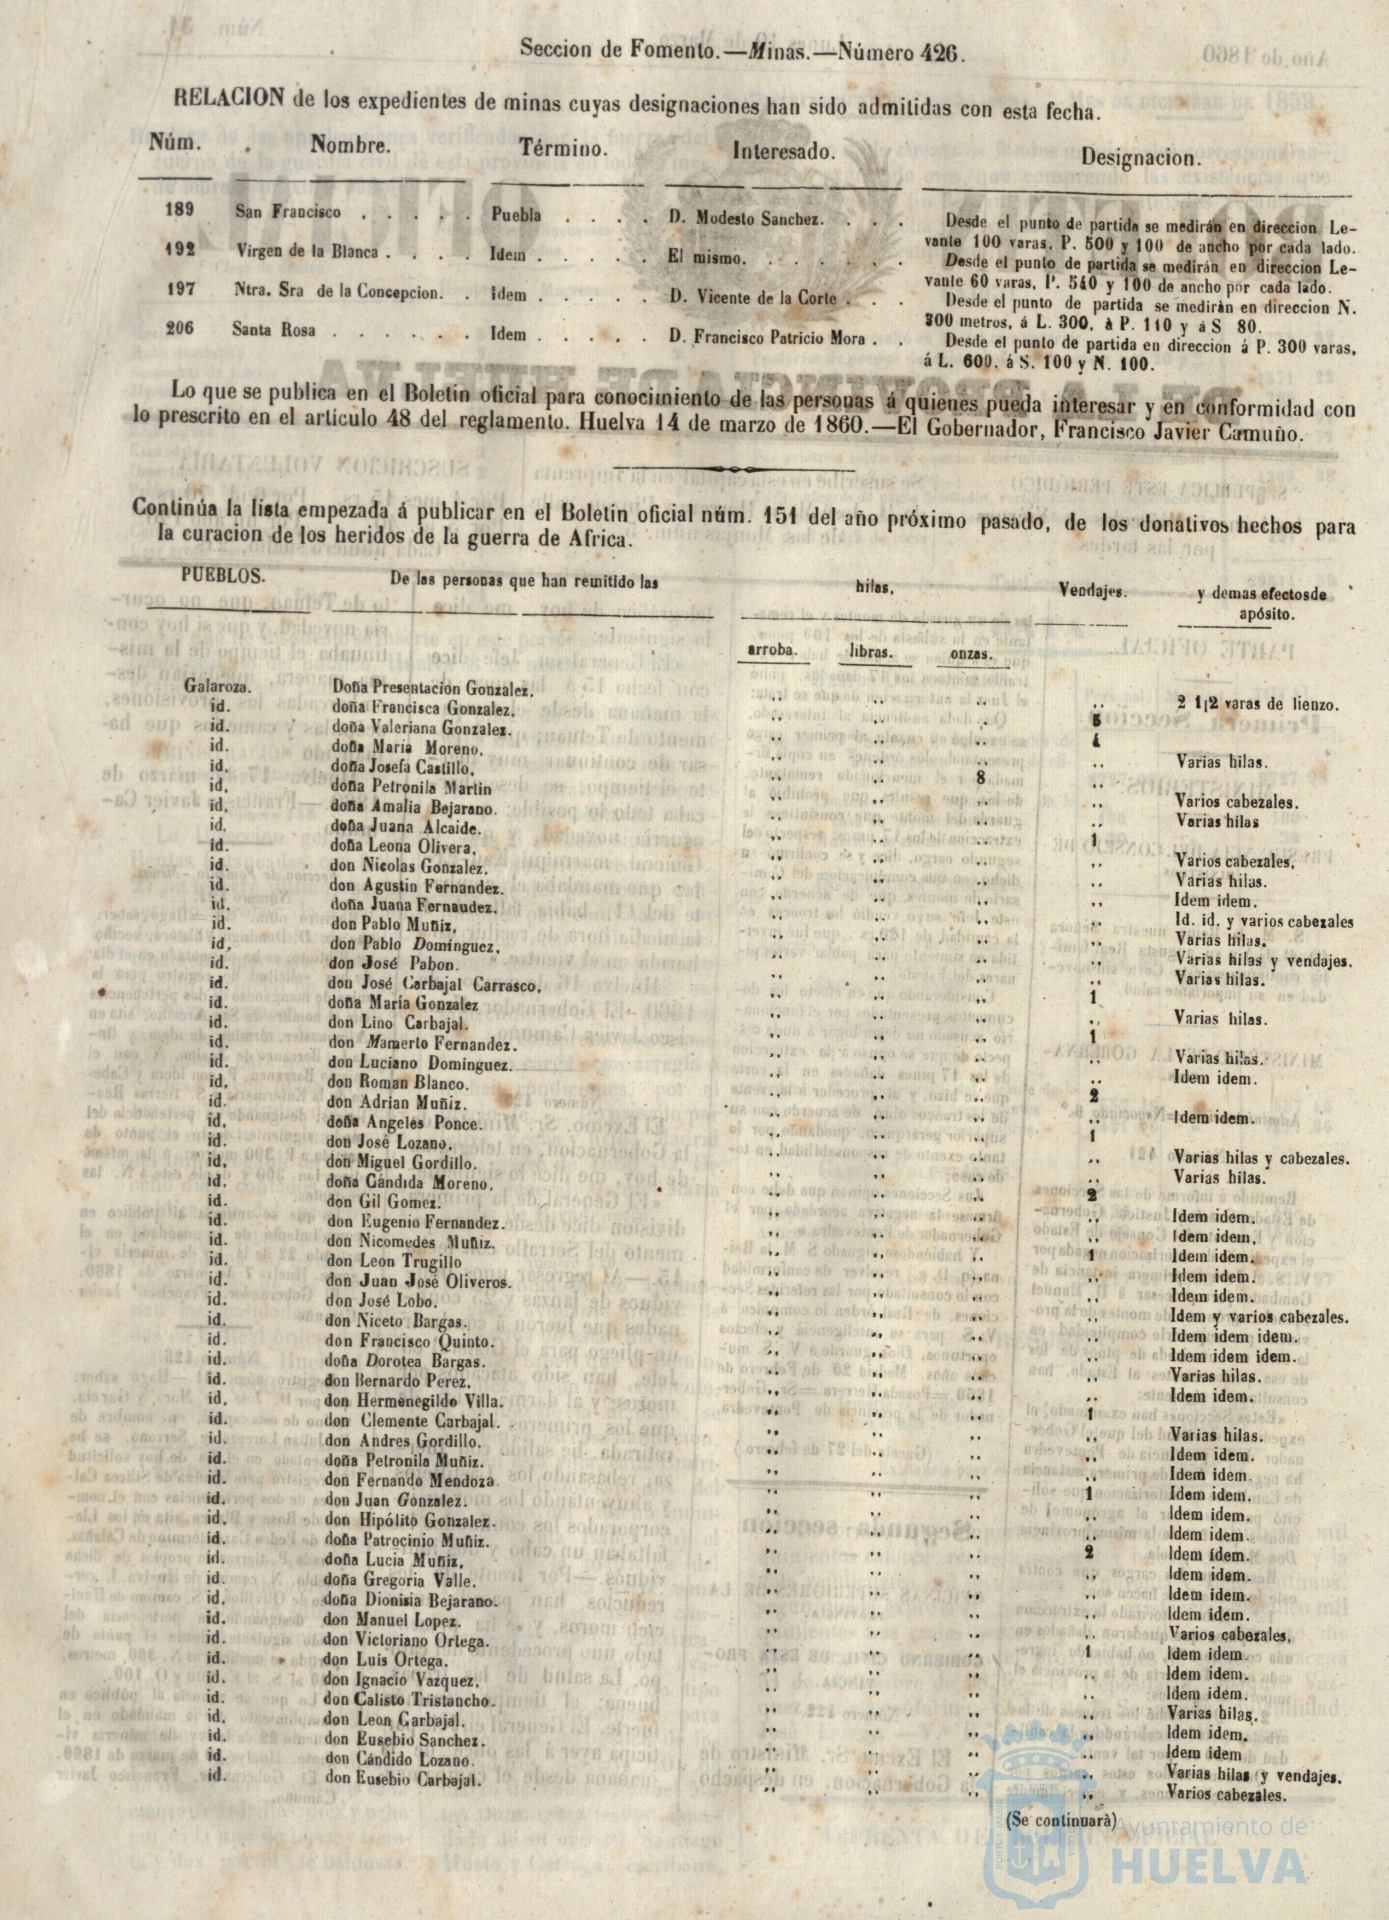 Seccion de Fomento.—Minas.—Número 426.
RELACION de los expedientes de minas cuyas designaciones han sido admitidas con esta fecha.
Núm. Nombre. Término. Interesado. Designacion.
189 San Francisco . . . . . Puebla . . . . D. Modesto Sanchez. . . . Desde el punto de partida se medirán en direccion Le-
vante 100 varas, P. 500 y 100 de ancho por cada lado.
192 Virgen de la Blanca . . . . Idem . . . . . El mismo. . . . . . . Desde el punto de partida se medirán en direccion Le-
vante 60 varas, P. 540 y 100 de ancho por cada lado.
197 Ntra. Sra de la Concepcion. . Idem . . . . . D. Vicente de la Corte . . . Desde el punto de partida se medirán en direccion N.
300 metros, á L. 300, à P. 110 y á S 80.
206 Santa Rosa . . . . . . Idem . . . . . D. Francisco Patricio Mora . . Desde el punto de partida en direccion á P. 300 varas,
á L. 600, á S. 100 y N. 100.
Lo que se publica en el Boletin oficial para conocimiento de las personas á quienes pueda interesar y en conformidad con
lo prescrito en el articulo 48 del reglamento. Huelva 14 de marzo de 1860.—El Gobernador, Francisco Javier Camuño.
Continúa la lista empezada á publicar en el Boletin oficial núm. 151 del año próximo pasado, de los donativos hechos para
la curacion de los heridos de la guerra de Africa.
PUEBLOS. De las personas que han remitido las hilas, Vendajes. y demas efectosde
apósito.
arroba. libras. onzas.
Galaroza. Doña Presentacion Gonzalez. ,, ,, ,, ,, 2 1|2 varas de lienzo.
id. doña Francisca Gonzalez. ,, ,, ,, 5
id. doña Valeriana Gonzalez. ,, ,, ,, 4
id. doña Maria Moreno. ,, ,, ,, ,, Varias hilas.
id. doña Josefa Castillo, ,, ,, 8 ,,
id. doña Petronila Martin ,, ,, ,, ,, Varios cabezales.
id. doña Amalia Bejarano. ,, ,, ,, ,, Varias hilas
id. doña Juana Alcaide. ,, ,, ,, 1
id. doña Leona Olivera. ,, ,, ,, ,, Varios cabezales,
id. don Nicolas Gonzalez. ,, ,, ,, ,, Varias hilas.
id. don Agustin Fernandez. ,, ,, ,, ,, Idem idem.
id. doña Juana Fernaudez. ,, ,, ,, ,, Id. id. y varios cabezales
id. don Pablo Muñiz, ,, ,, ,, ,, Varias hilas.
id. don Pablo Dominguez. ,, ,, ,, ,, Varias hilas y vendajes.
id. don José Pabon. ,, ,, ,, ,, Varias hilas.
id. don José Carbajal Carrasco. ,, ,, ,, 1
id. doña María Gonzalez ,, ,, ,, ,, Varias hilas.
id. don Lino Carbajal. ,, ,, ,, 1
id. don Mamerto Fernandez. ,, ,, ,, ,, Varias hilas.
id. don Luciano Dominguez. ,, ,, ,, ,, Idem idem.
id. don Roman Blanco. ,, ,, ,, 2
id. don Adrian Muñiz. ,, ,, ,, ,, Idem idem.
id. doña Angeles Ponce. ,, ,, ,, 1
id. don José Lozano. ,, ,, ,, ,, Varias hilas y cabezales.
id. don Miguel Gordillo. ,, ,, ,, ,, Varias hilas.
id. doña Cándida Moreno. ,, ,, ,, 2
id. don Gil Gomez. ,, ,, ,, ,, Idem idem.
id. don Eugenio Fernandez. ,, ,, ,, ,, Idem idem,
id. don Nicomedes Muñiz. ,, ,, ,, 1 Idem idem.
id. don Leon Trugillo ,, ,, ,, ,, Idem idem.
id. don Juan José Oliveros. ,, ,, ,, ,, Idem idem.
id. don José Lobo. ,, ,, ,, ,, Idem y varios cabezales.
id. don Niceto Bargas. ,, ,, ,, ,, Idem idem idem.
id. don Francisco Quinto. ,, ,, ,, ,, Idem idem idem.
id. doña Dorotea Bargas. ,, ,, ,, ,, Varias hilas.
id. don Bernardo Perez. ,, ,, ,, ,, Idem idem.
id. don Hermenegildo Villa. ,, ,, ,, 1
id. don Clemente Carbajal. ,, ,, ,, ,, Varias hilas.
id. don Andres Gordillo. ,, ,, ,, ,, Idem idem.
id. doña Petronila Muñiz. ,, ,, ,, ,, Idem idem.
id. don Fernando Mendoza ,, ,, ,, 1 Idem idem.
id. don Juan Gonzalez. ,, ,, ,, ,, Idem idem.
id. don Hipólito Gonzalez. ,, ,, ,, ,, Idem idem.
id. doña Patrocinio Muñiz. ,, ,, ,, 2 Idem idem.
id. doña Lucia Muñiz. ,, ,, ,, ,, Idem idem.
id. doña Gregoria Valle. ,, ,, ,, ,, Idem idem.
id. doña Dionisia Bejarano. ,, ,, ,, ,, Idem idem.
id. don Manuel Lopez. ,, ,, ,, ,, Varios cabezales,
id. don Victoriano Ortega. ,, ,, ,, 1 Idem idem
id. don Luis Ortega. ,, ,, ,, ,, Idem idem.
id. don Ignacio Vazquez. ,, ,, ,, ,, Idem idem.
id. don Calisto Tristancho. ,, ,, ,, ,, Varias hilas.
id. don Leon Carbajal. ,, ,, ,, ,, Idem idem.
id. don Eusebio Sanchez. ,, ,, ,, ,, Idem idem
id. don Cándido Lozano. ,, ,, ,, ,, Varias hilas y vendajes.
id. don Eusebio Carbajal. ,, ,, ,, ,, Varios cabezales.
(Se continuarà)
Ayuntamiento de
HUELVA